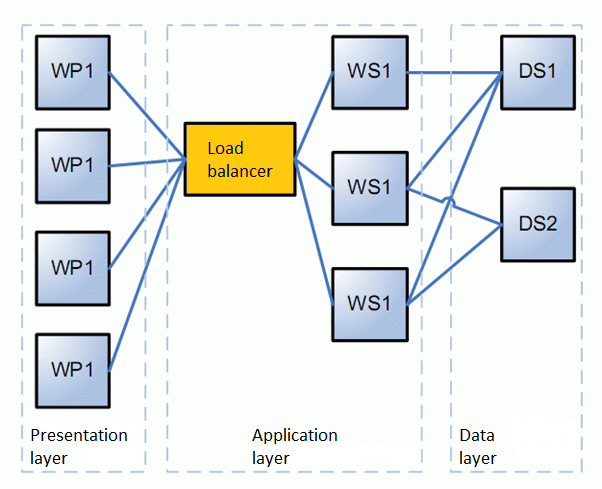 WP1
WP1
WP1
WP1
Load
balancer
WS1
WS1
WS1
DS1
DS2
Presentation
layer
Application
layer
Data
layer